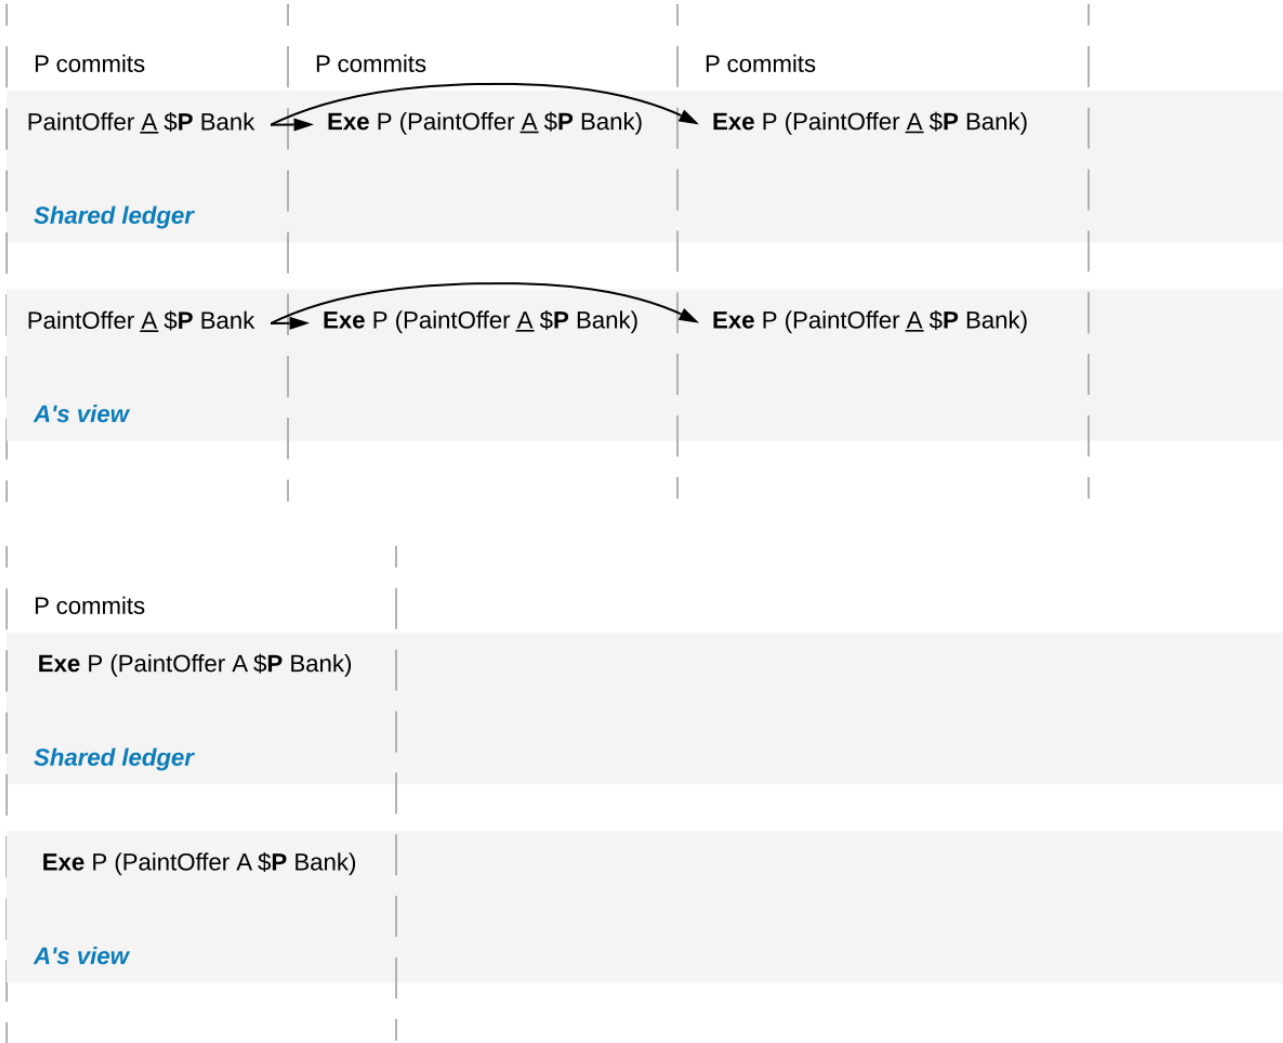 P commits P commits P commits
PaintOffer A $P Bank Exe P (PaintOffer A $P Bank) Exe P (PaintOffer A $P Bank)
Shared ledger
PaintOffer A $P Bank Exe P (PaintOffer A $P Bank) Exe P (PaintOffer A $P Bank)
A's view
P commits
Exe P (PaintOffer A $P Bank)
Shared ledger
Exe P (PaintOffer A $P Bank)
A's view